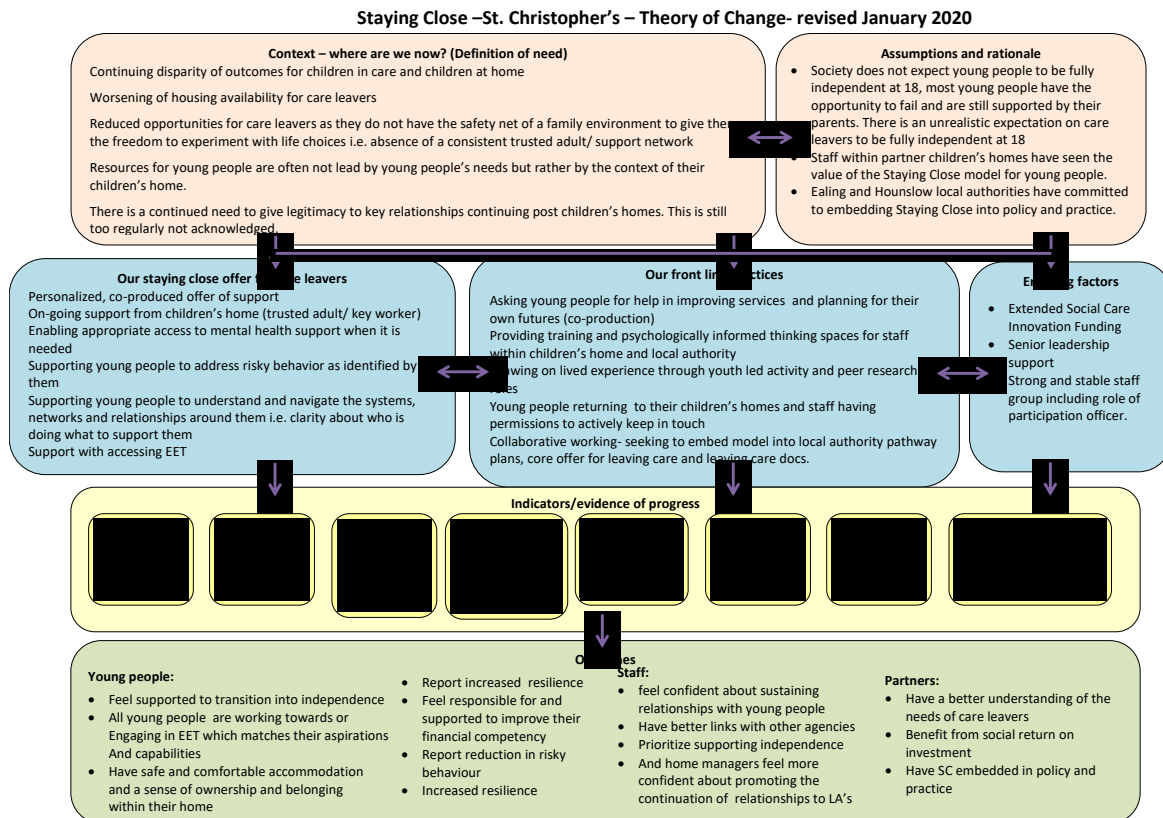 Staying Close –St. Christopher's – Theory of Change- revised January 2020
Context – where are we now? (Definition of need)
Continuing disparity of outcomes for children in care and children at home
Worsening of housing availability for care leavers
Reduced opportunities for care leavers as they do not have the safety net of a family environment to give
the freedom to experiment with life choices i.e. absence of a consistent trusted adult/ support network
Resources for young people are often not lead by young people's needs but rather by the context of their
children's home.
There is a continued need to give legitimacy to key relationships continuing post children's homes. This is still
too regularly not acknowledged.
Assumptions and rationale
• Society does not expect young people to be fully
independent at 18, most young people have the
opportunity to fail and are still supported by their
parents. There is an unrealistic expectation on care
leavers to be fully independent at 18
• Staff within partner children's homes have seen the
value of the Staying Close model for young people.
• Ealing and Hounslow local authorities have committed
to embedding Staying Close into policy and practice.
Our staying close offer leavers
Personalized, co-produced offer of support
On-going support from children's home (trusted adult/ key worker)
Enabling appropriate access to mental health support when it is
needed
Supporting young people to address risky behavior as identified by
them
Supporting young people to understand and navigate the systems,
networks and relationships around them i.e. clarity about who is
doing what to support them
Support with accessing EET
Our front
Asking young people for help in improving services and planning for their
own futures (co-production)
Providing training and psychologically informed thinking spaces for staff
within children's home and local authority
on lived experience through youth led activity and peer research
Young people returning to their children's homes and staff having
permissions to actively keep in touch
Collaborative working- seeking to embed model into local authority pathway
plans, core offer for leaving care and leaving care docs.
factors
• Extended Social Care
Innovation Funding
• Senior leadership
support
• Strong and stable staff
group including role of
participation officer.
Indicators/evidence of progress
Young people:
• Feel supported to transition into independence
• All young people are working towards or
Engaging in EET which matches their aspirations
And capabilities
• Have safe and comfortable accommodation
and a sense of ownership and belonging
within their home
• Report increased resilience
• Feel responsible for and
supported to improve their
financial competency
• Report reduction in risky
behaviour
• Increased resilience
Staff:
• feel confident about sustaining
relationships with young people
• Have better links with other agencies
• Prioritize supporting independence
• And home managers feel more
confident about promoting the
continuation of relationships to LA's
Partners:
• Have a better understanding of the
needs of care leavers
• Benefit from social return on
investment
• Have SC embedded in policy and
practice